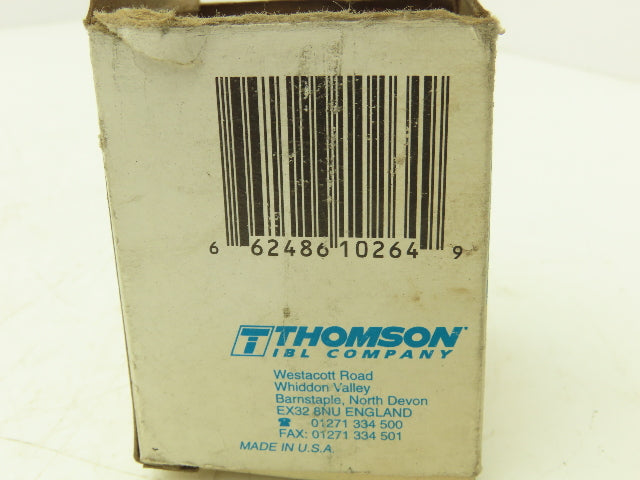 6 62486 10264 9
THOMSON
IBL COMPANY
Westacott Road
Whiddon Valley
Barnstaple, North Devon
EX32 8NU ENGLAND
☎ 01271 334 500
FAX: 01271 334 501
MADE IN U.S.A.